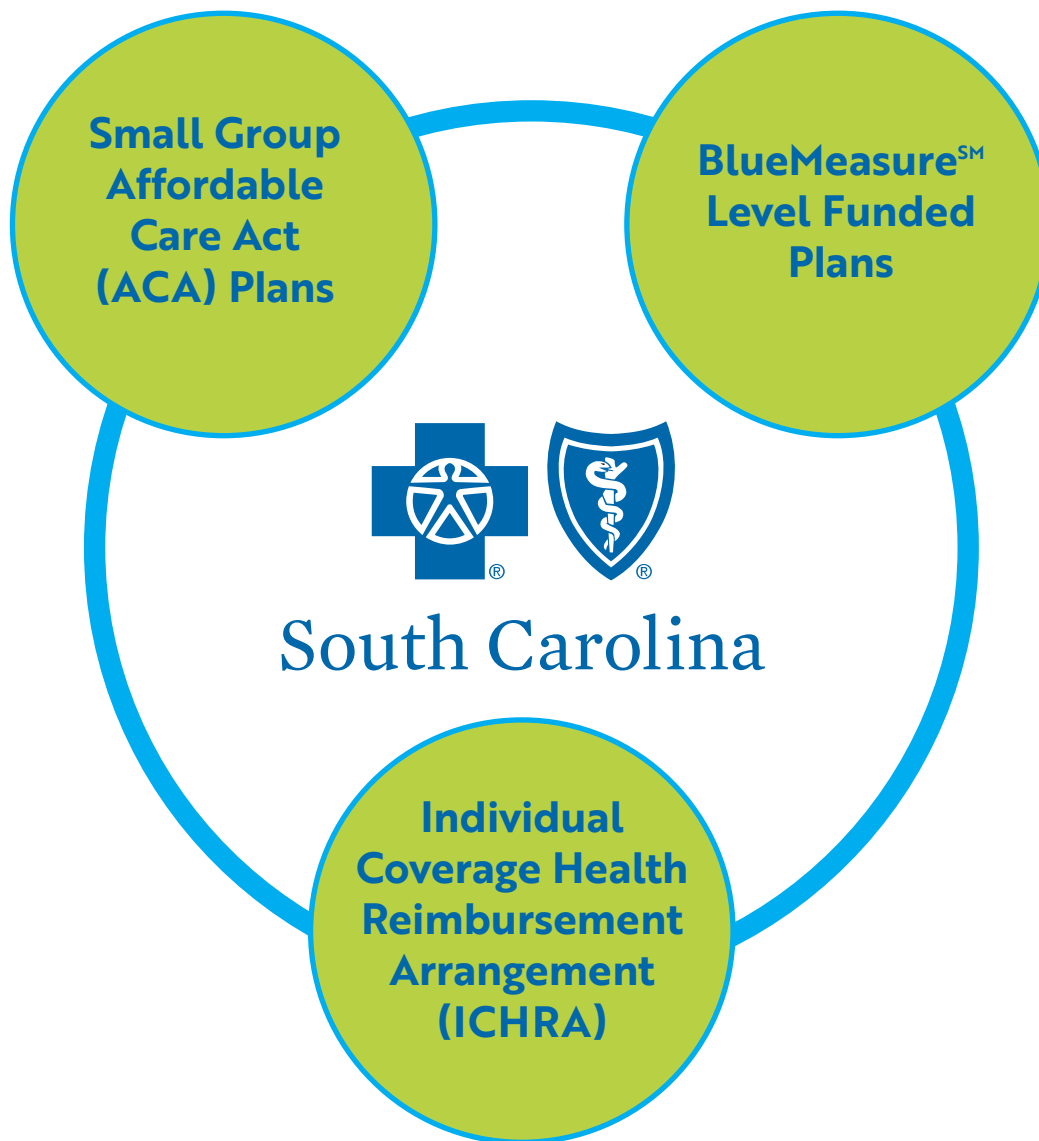 Small Group
Affordable
Care Act
(ACA) Plans
BlueMeasure℠
Level Funded
Plans
® ®
South Carolina
Individual
Coverage Health
Reimbursement
Arrangement
(ICHRA)